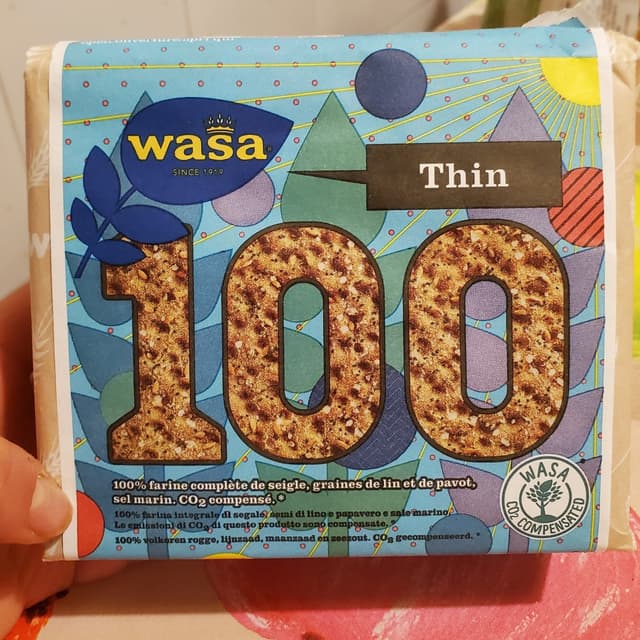 wasa
SINCE 1919
Thin
100
100% farine complète de seigle, graines de lin et de pavot,
sel marin. CO₂ compensé.*
100% farina integrale di segale, semi di lino e papavero e sale marino.
Le emissioni di CO₂ di questo prodotto sono compensate.*
100% volkoren rogge, lijnzaad, maanzaad en zeezout. CO₂ gecompenseerd.*
WASA
CO₂ COMPENSATED